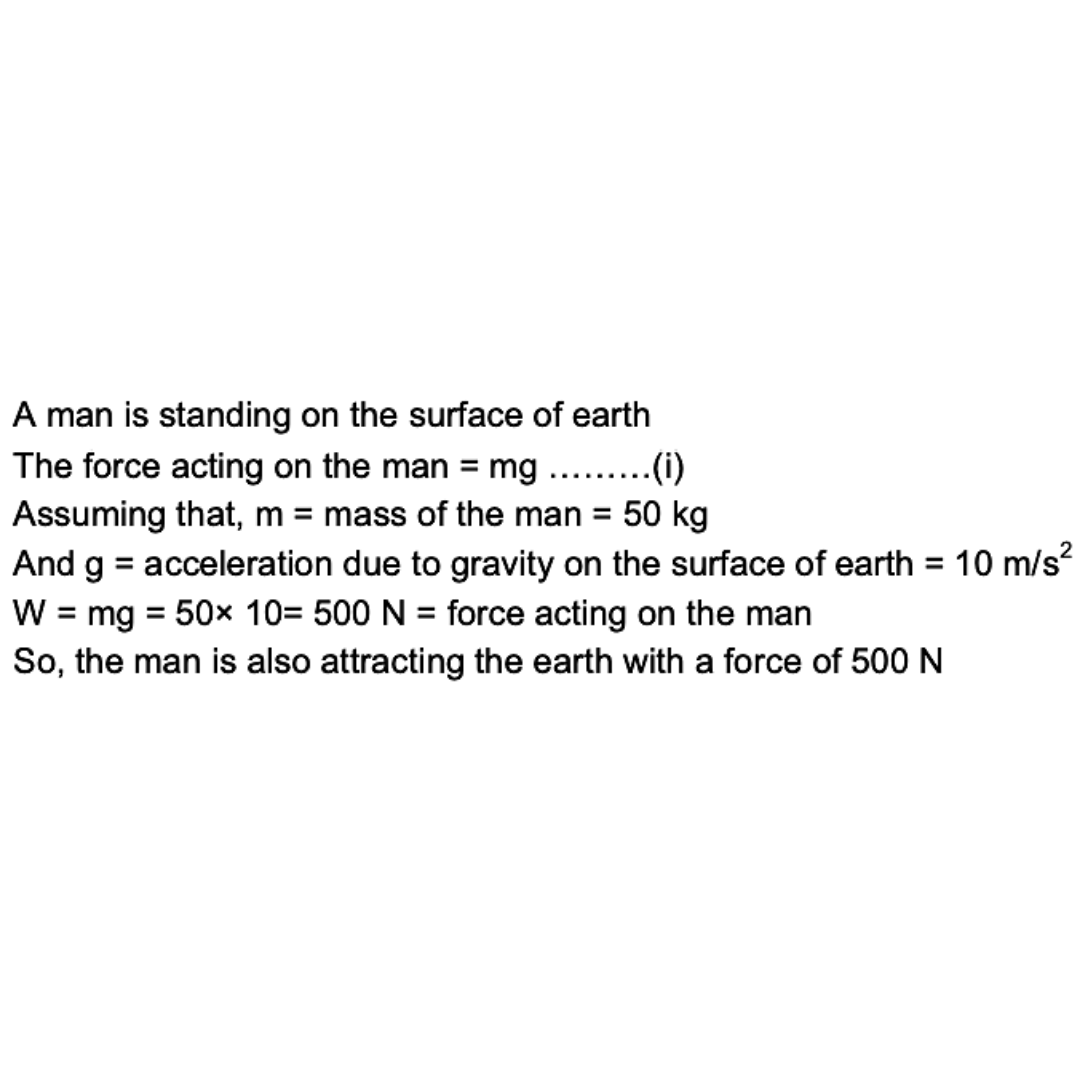 A man is standing on the surface of earth
The force acting on the man = mg .........(i)
Assuming that, m = mass of the man = 50 kg
And g = acceleration due to gravity on the surface of earth = 10 m/s²
W = mg = 50× 10= 500 N = force acting on the man
So, the man is also attracting the earth with a force of 500 N